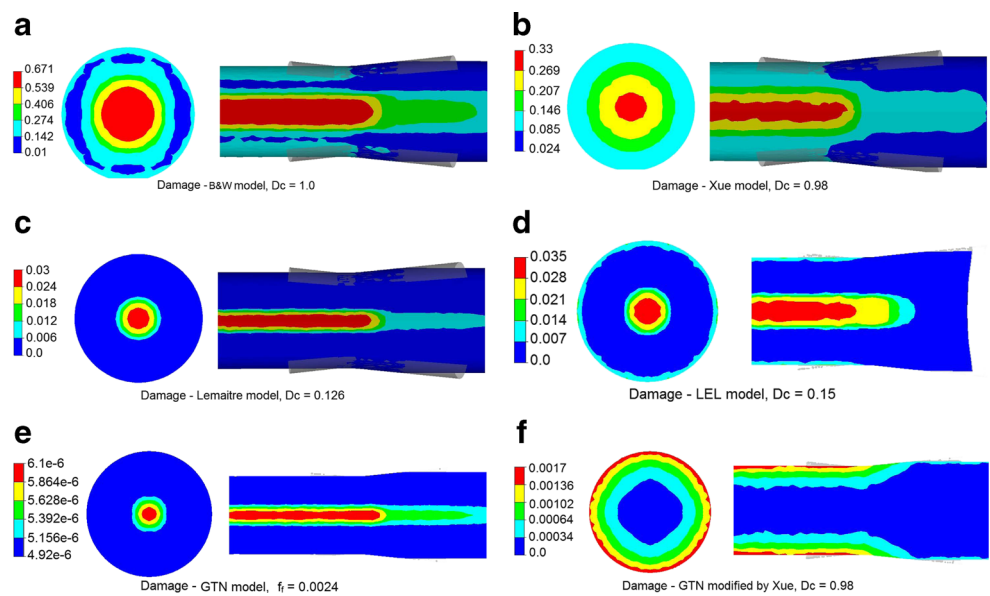 a
0.671
0.539
0.406
0.274
0.142
0.01
Damage - B&W model, Dc = 1.0
b
0.33
0.269
0.207
0.146
0.085
0.024
Damage - Xue model, Dc = 0.98
c
0.03
0.024
0.018
0.012
0.006
0.0
Damage - Lemaitre model, Dc = 0.126
d
0.035
0.028
0.021
0.014
0.007
0.0
Damage - LEL model, Dc = 0.15
e
6.1e-6
5.864e-6
5.628e-6
5.392e-6
5.156e-6
4.92e-6
Damage - GTN model, ff = 0.0024
f
0.0017
0.00136
0.00102
0.00064
0.00034
0.0
Damage - GTN modified by Xue, Dc = 0.98